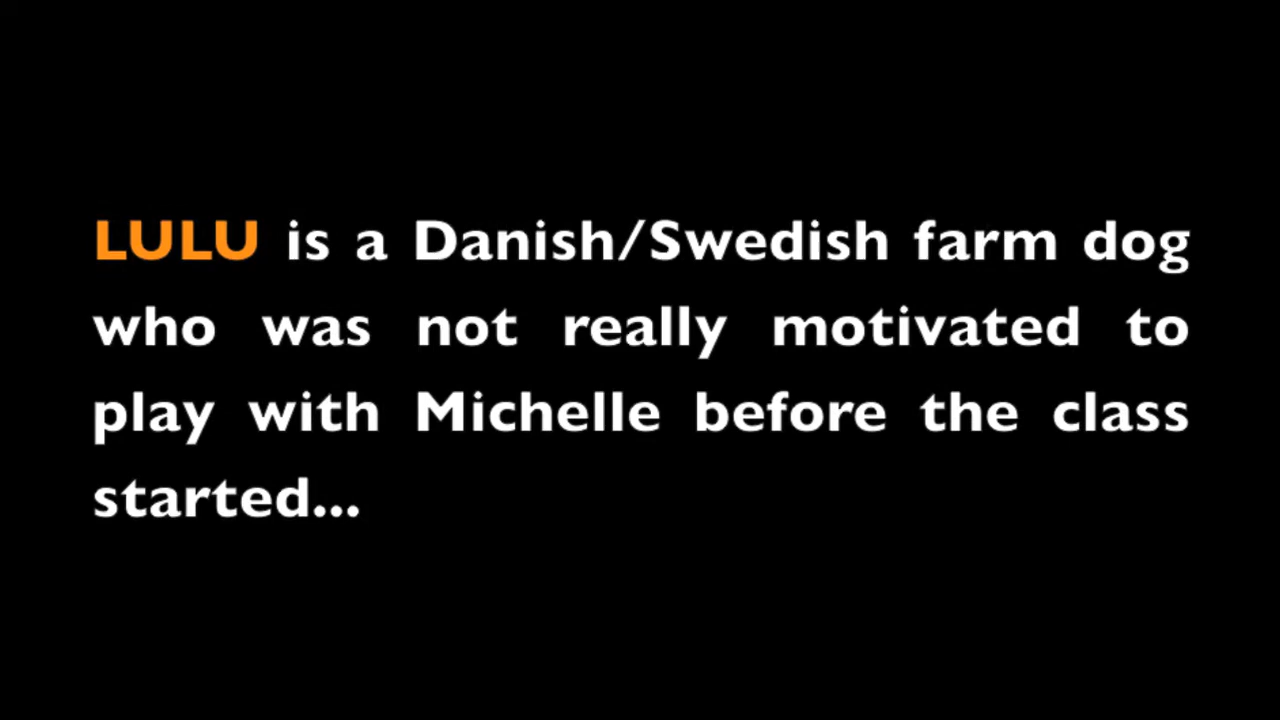 LULU is a Danish/Swedish farm dog
who was not really motivated to
play with Michelle before the class
started...